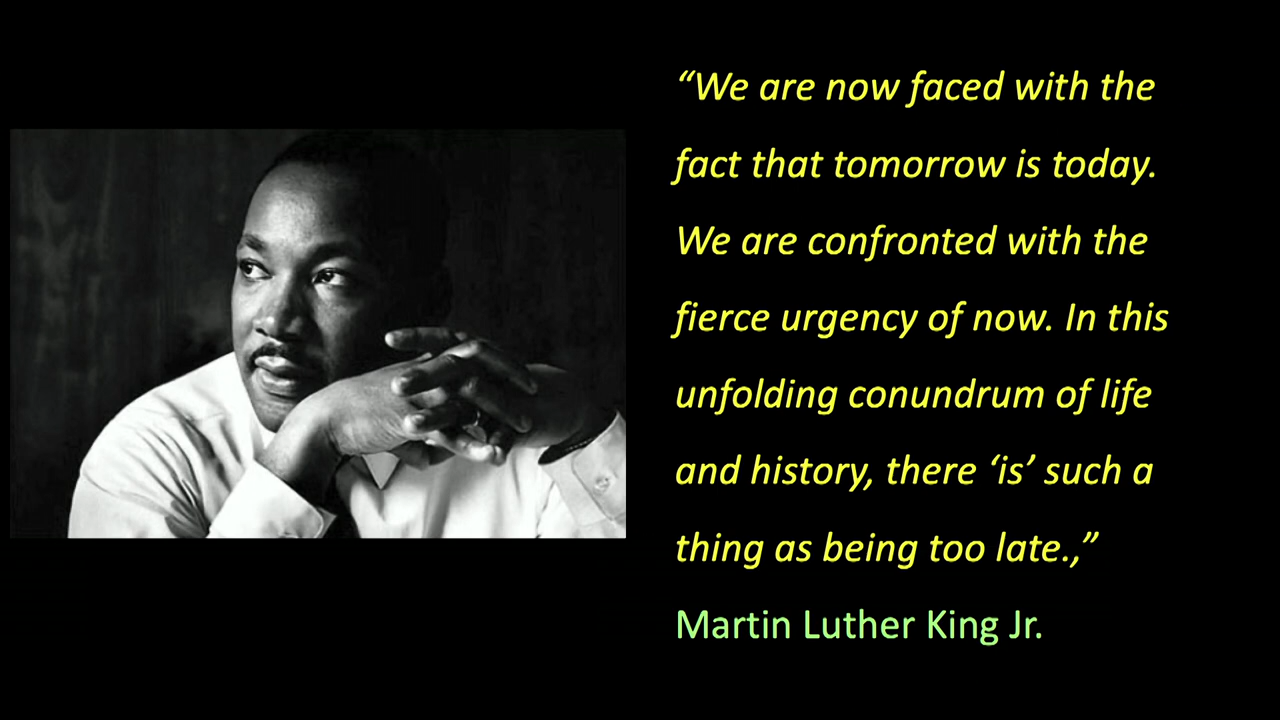 “We are now faced with the
fact that tomorrow is today.
We are confronted with the
fierce urgency of now. In this
unfolding conundrum of life
and history, there ‘is’ such a
thing as being too late.,”
Martin Luther King Jr.